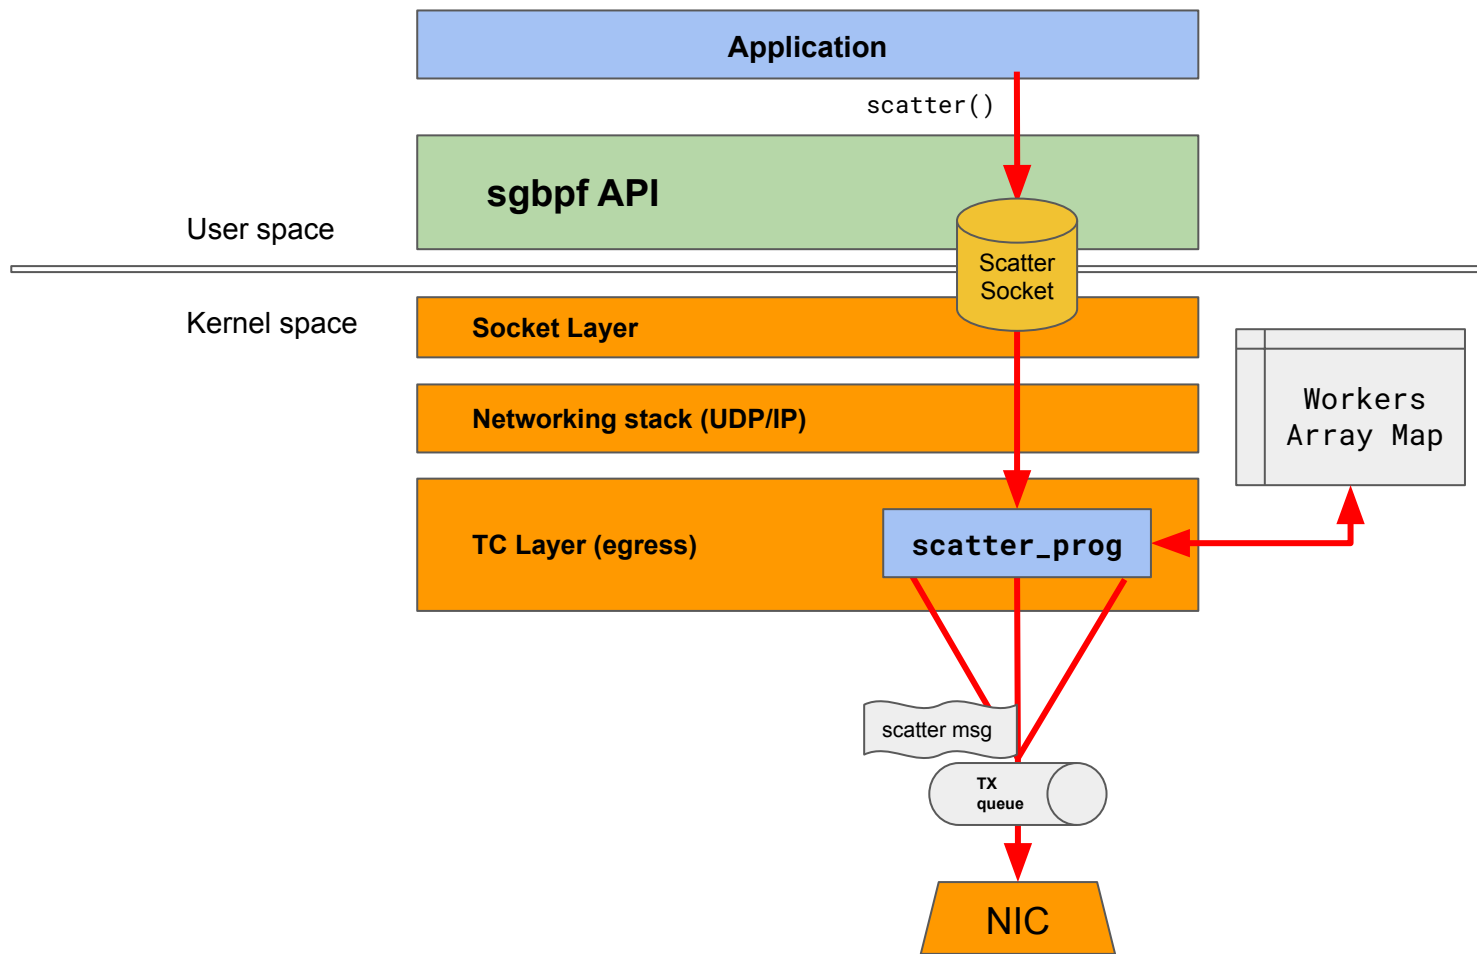 Application
scatter()
sgbpf API
User space
Scatter
Socket
Kernel space
Socket Layer
Networking stack (UDP/IP)
Workers
Array Map
TC Layer (egress)
scatter_prog
scatter msg
TX
queue
NIC